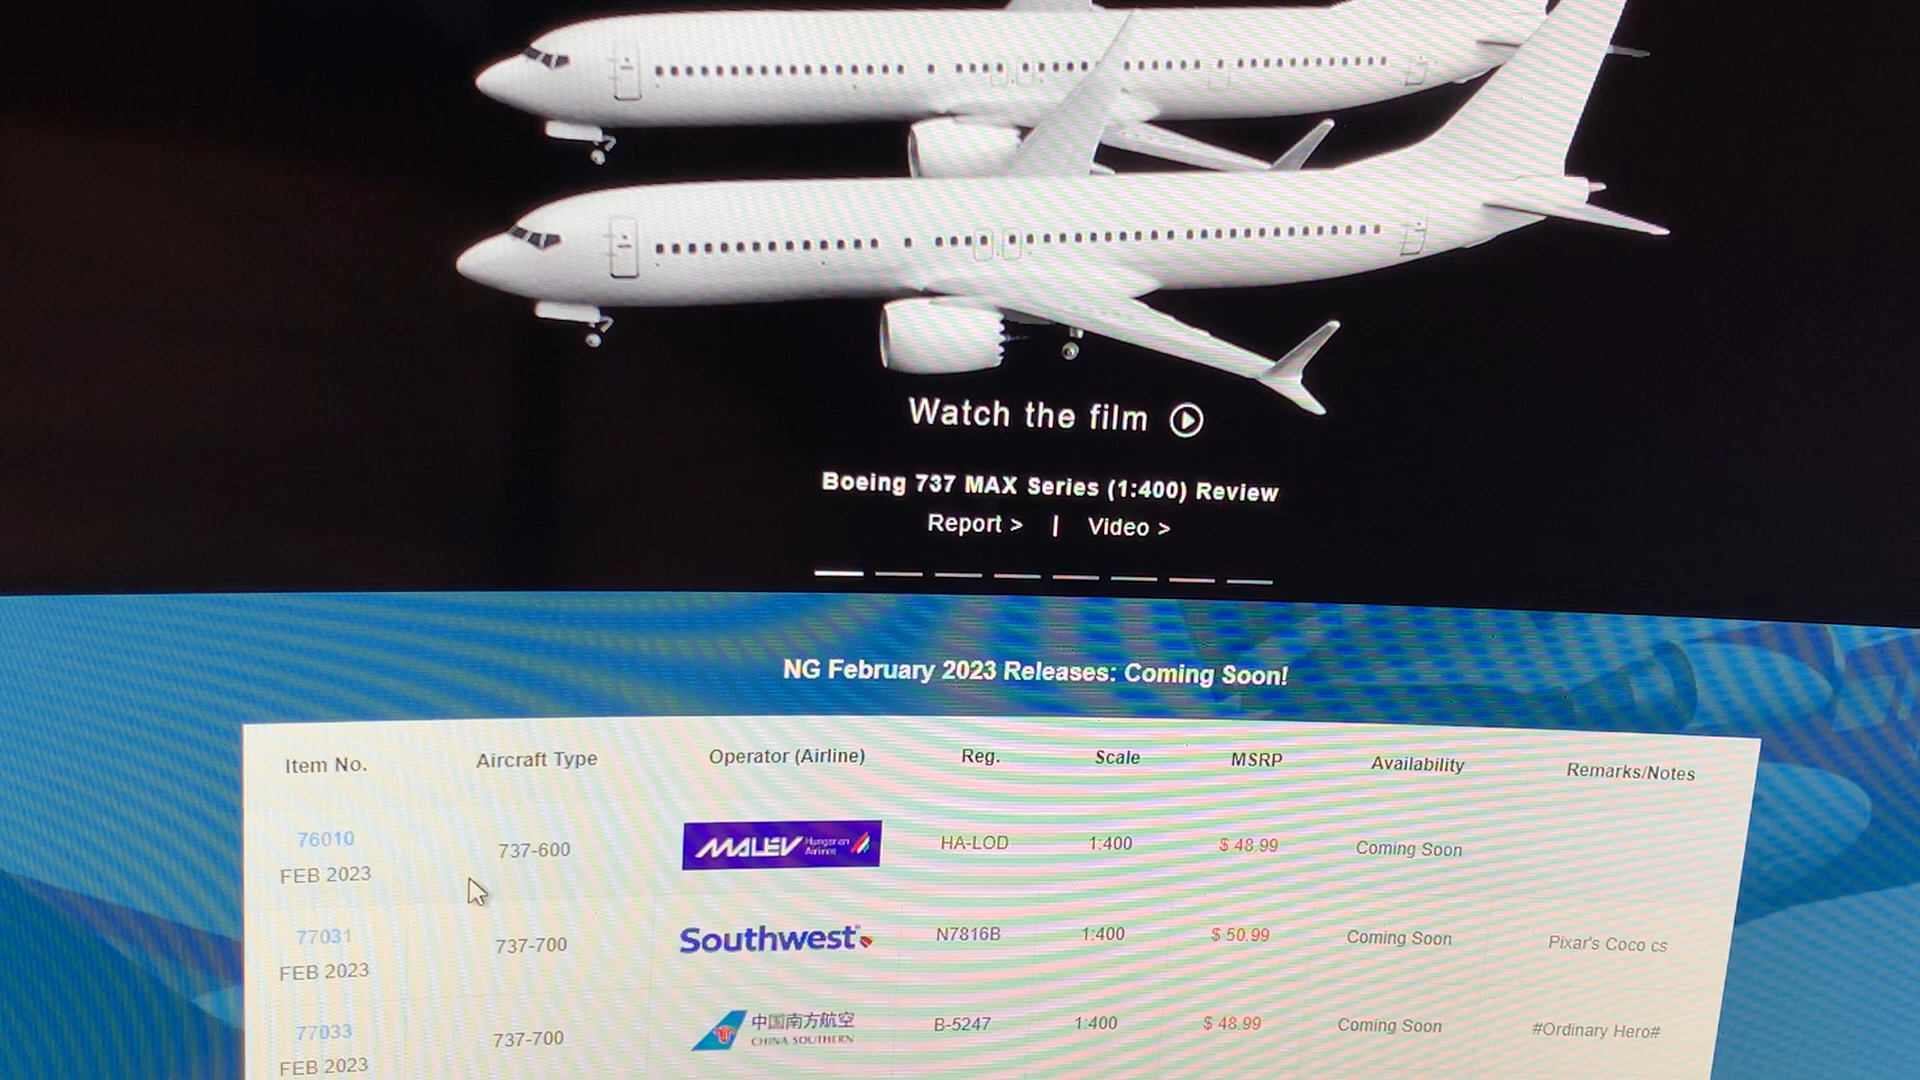 Watch the film
Boeing 737 MAX Series (1:400) Review
Report > | Video >
NG February 2023 Releases: Coming Soon!
Item No. Aircraft Type Operator (Airline) Reg. Scale MSRP Availability Remarks/Notes
76010 FEB 2023 737-600 MALEV Hungarian Airlines HA-LOD 1:400 $ 48.99 Coming Soon
77031 FEB 2023 737-700 Southwest N7816B 1:400 $ 50.99 Coming Soon Pixar's Coco cs
77033 FEB 2023 737-700 中国南方航空 CHINA SOUTHERN B-5247 1:400 $ 48.99 Coming Soon #Ordinary Hero#